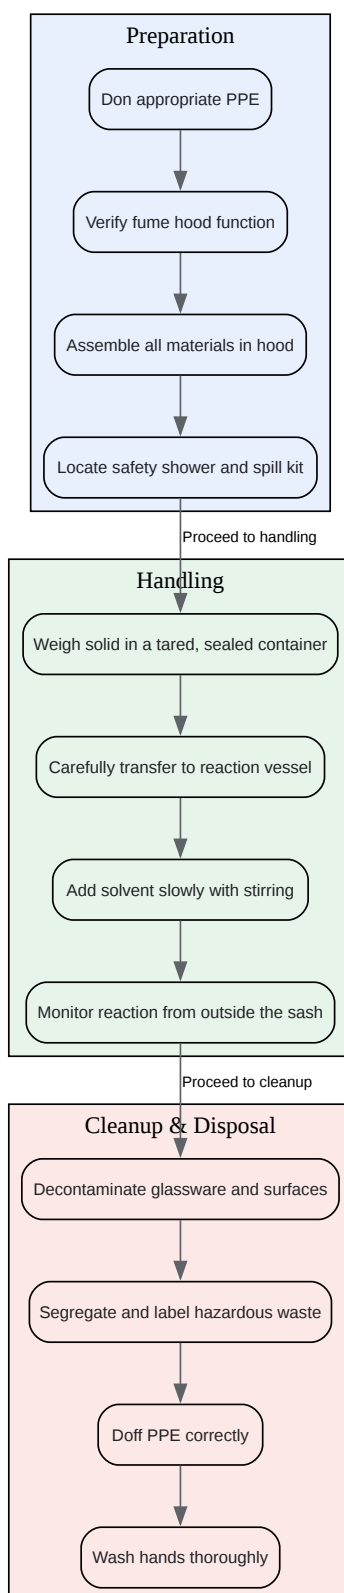 Preparation
Don appropriate PPE
Verify fume hood function
Assemble all materials in hood
Locate safety shower and spill kit
Proceed to handling
Handling
Weigh solid in a tared, sealed container
Carefully transfer to reaction vessel
Add solvent slowly with stirring
Monitor reaction from outside the sash
Proceed to cleanup
Cleanup & Disposal
Decontaminate glassware and surfaces
Segregate and label hazardous waste
Doff PPE correctly
Wash hands thoroughly